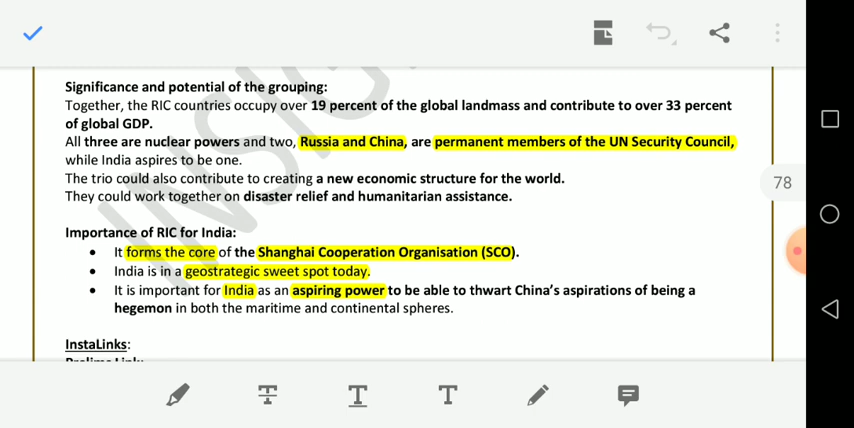 Significance and potential of the grouping:
Together, the RIC countries occupy over 19 percent of the global landmass and contribute to over 33 percent
of global GDP.
All three are nuclear powers and two, Russia and China, are permanent members of the UN Security Council,
while India aspires to be one.
The trio could also contribute to creating a new economic structure for the world.
They could work together on disaster relief and humanitarian assistance.
78
Importance of RIC for India:
• It forms the core of the Shanghai Cooperation Organisation (SCO).
• India is in a geostrategic sweet spot today.
• It is important for India as an aspiring power to be able to thwart China's aspirations of being a
hegemon in both the maritime and continental spheres.
InstaLinks:
Prelims Link:
T
T
T